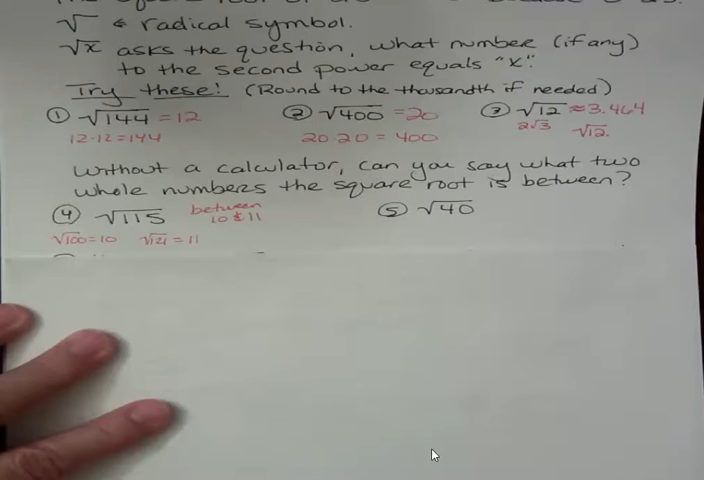 √ ← radical symbol.
√x asks the question, what number (if any)
to the second power equals "x".
Try these! (Round to the thousandth if needed)
① √144 = 12 ② √400 = 20 ③ √12 ≈ 3.464
12·12=144 20·20 = 400 2√3 √12.
Without a calculator, can you say what two
whole numbers the square root is between?
④ √115 between 10 & 11 ⑤ √40
√100 = 10 √121 = 11